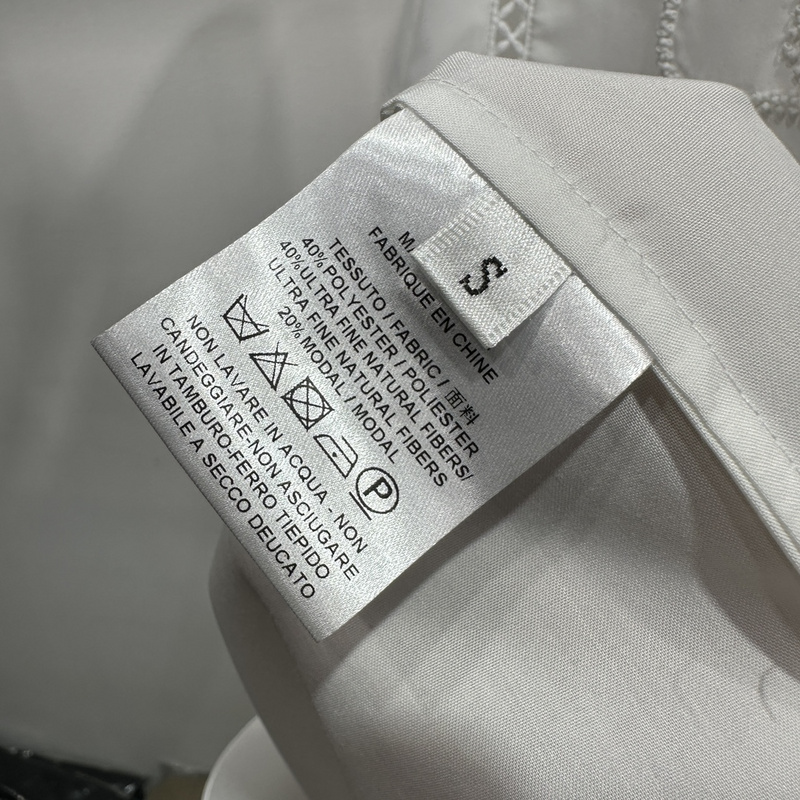 S
FABRIQUE EN CHINE
TESSUTO / FABRIC / 面料
40% POLYESTER / POLIESTER
40% ULTRA FINE NATURAL FIBERS/
ULTRA FINE NATURAL FIBERS
20% MODAL / MODAL
P
NON LAVARE IN ACQUA - NON
CANDEGGIARE-NON ASCIUGARE
IN TAMBURO-FERRO TIEPIDO
LAVABILE A SECCO DEUCATO